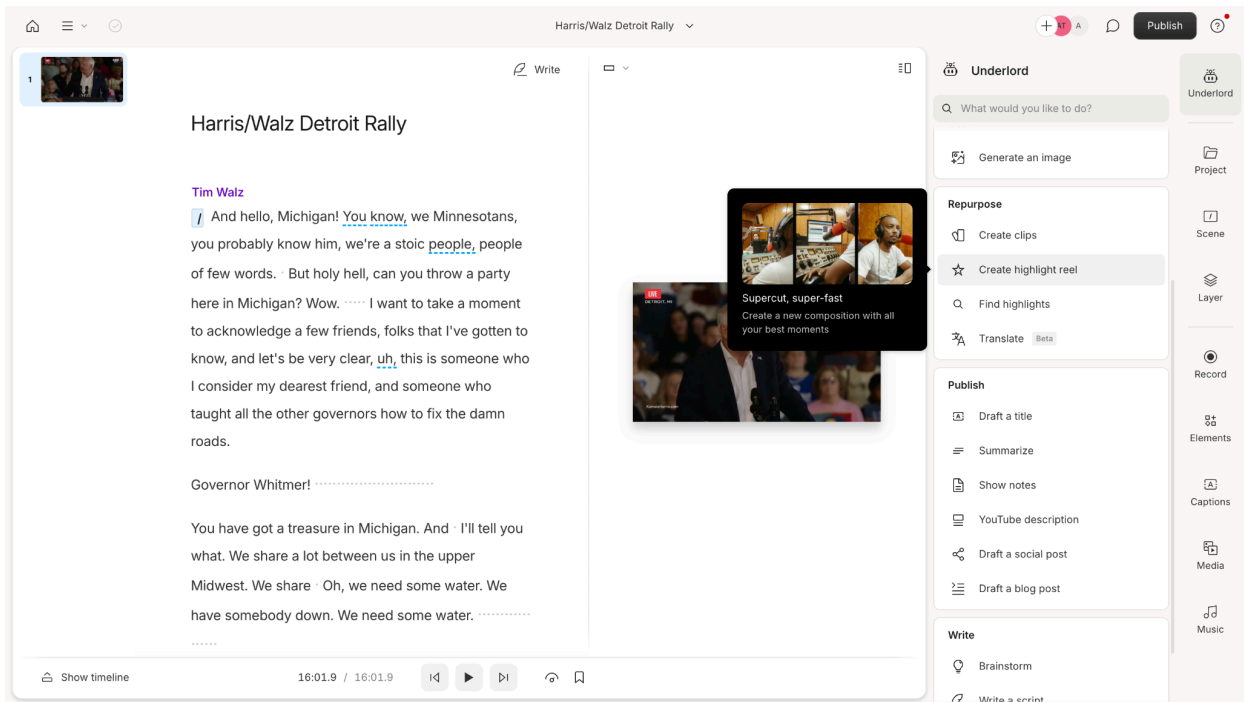 Harris/Walz Detroit Rally
AT
A
Publish
1
Write
Harris/Walz Detroit Rally
Tim Walz
/ And hello, Michigan! You know, we Minnesotans,
you probably know him, we're a stoic people, people
of few words. · But holy hell, can you throw a party
here in Michigan? Wow. ····· I want to take a moment
to acknowledge a few friends, folks that I've gotten to
know, and let's be very clear, uh, this is someone who
I consider my dearest friend, and someone who
taught all the other governors how to fix the damn
roads.
Governor Whitmer!
You have got a treasure in Michigan. And · I'll tell you
what. We share a lot between us in the upper
Midwest. We share · Oh, we need some water. We
have somebody down. We need some water.
Show timeline
16:01.9 / 16:01.9
LIVE
DETROIT, MI
Supercut, super-fast
Create a new composition with all
your best moments
Underlord
What would you like to do?
Generate an image
Repurpose
Create clips
Create highlight reel
Find highlights
Translate Beta
Publish
Draft a title
Summarize
Show notes
YouTube description
Draft a social post
Draft a blog post
Write
Brainstorm
Write a script
Underlord
Project
Scene
Layer
Record
Elements
Captions
Media
Music